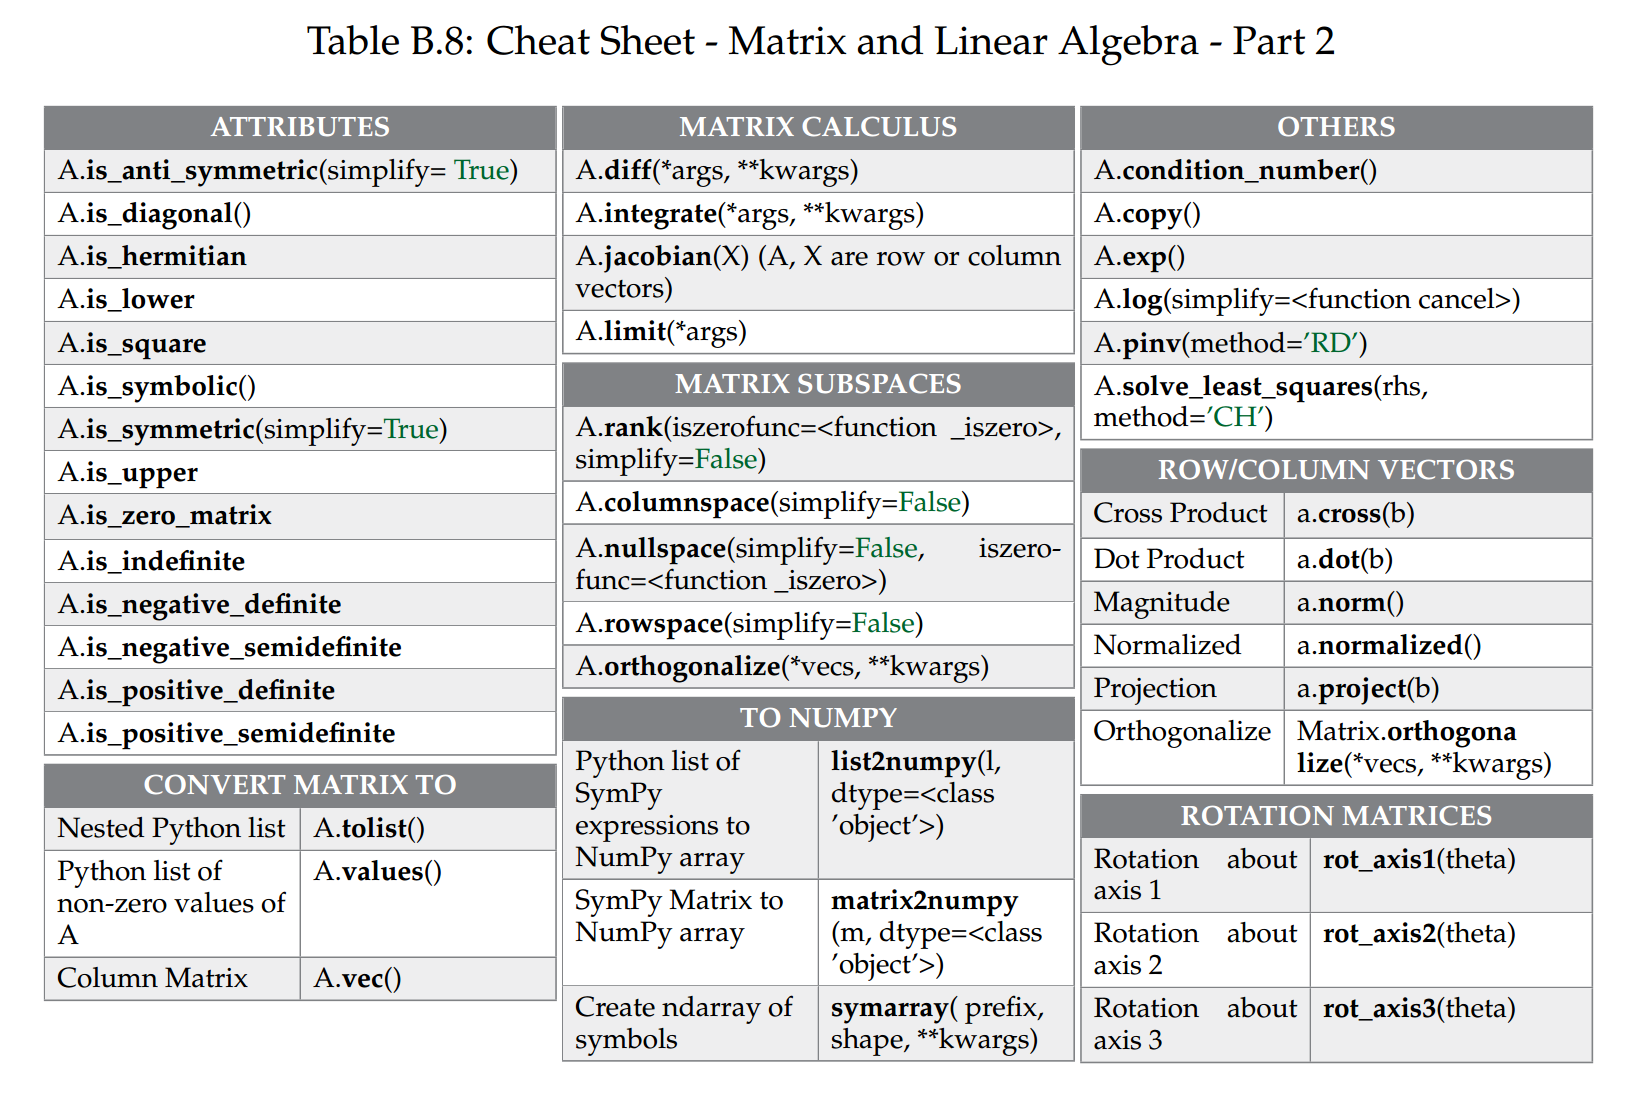 Table B.8: Cheat Sheet - Matrix and Linear Algebra - Part 2
ATTRIBUTES
A.is_anti_symmetric(simplify= True)
A.is_diagonal()
A.is_hermitian
A.is_lower
A.is_square
A.is_symbolic()
A.is_symmetric(simplify=True)
A.is_upper
A.is_zero_matrix
A.is_indefinite
A.is_negative_definite
A.is_negative_semidefinite
A.is_positive_definite
A.is_positive_semidefinite
CONVERT MATRIX TO
Nested Python list
A.tolist()
Python list of
non-zero values of
A
A.values()
Column Matrix
A.vec()
MATRIX CALCULUS
A.diff(*args, **kwargs)
A.integrate(*args, **kwargs)
A.jacobian(X) (A, X are row or column
vectors)
A.limit(*args)
MATRIX SUBSPACES
A.rank(iszerofunc=<function _iszero>,
simplify=False)
A.columnspace(simplify=False)
A.nullspace(simplify=False, iszero-
func=<function _iszero>)
A.rowspace(simplify=False)
A.orthogonalize(*vecs, **kwargs)
TO NUMPY
Python list of
SymPy
expressions to
NumPy array
list2numpy(l,
dtype=<class
’object’>)
SymPy Matrix to
NumPy array
matrix2numpy
(m, dtype=<class
’object’>)
Create ndarray of
symbols
symarray( prefix,
shape, **kwargs)
OTHERS
A.condition_number()
A.copy()
A.exp()
A.log(simplify=<function cancel>)
A.pinv(method=’RD’)
A.solve_least_squares(rhs,
method=’CH’)
ROW/COLUMN VECTORS
Cross Product
a.cross(b)
Dot Product
a.dot(b)
Magnitude
a.norm()
Normalized
a.normalized()
Projection
a.project(b)
Orthogonalize
Matrix.orthogona
lize(*vecs, **kwargs)
ROTATION MATRICES
Rotation about
axis 1
rot_axis1(theta)
Rotation about
axis 2
rot_axis2(theta)
Rotation about
axis 3
rot_axis3(theta)